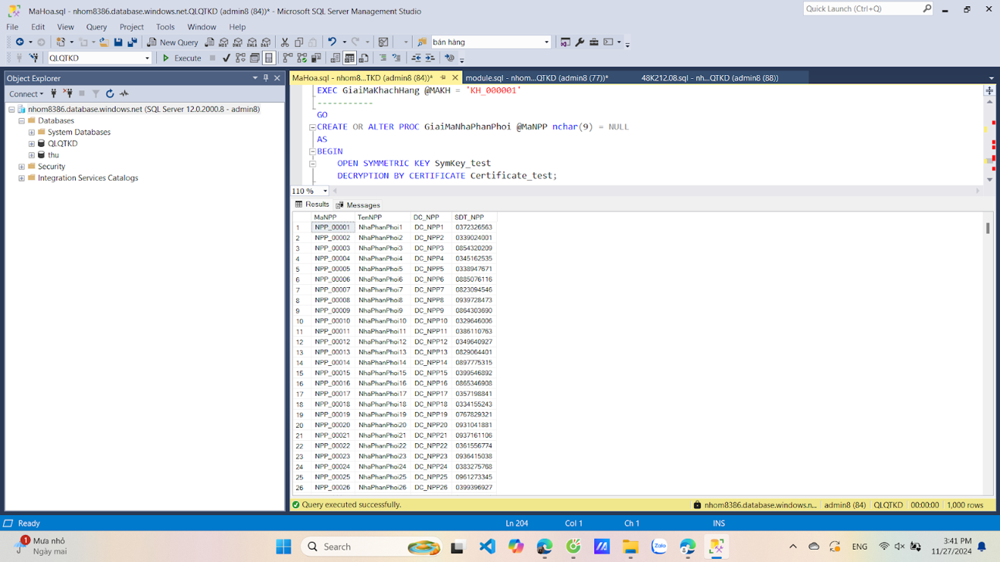 MaHoa.sql - nhom8386.database.windows.net.QLQTKD (admin8 (84))* - Microsoft SQL Server Management Studio
Quick Launch (Ctrl+Q)
File Edit View Query Project Tools Window Help
New Query
bán hàng
QLQTKD
Execute
Object Explorer
MaHoa.sql - nhom8...TKD (admin8 (84))*
module.sql - nhom...QTKD (admin8 (77))*
48K212.08.sql - nh...QTKD (admin8 (88))
Connect
nhom8386.database.windows.net (SQL Server 12.0.2000.8 - admin8)
Databases
System Databases
QLQTKD
thu
Security
Integration Services Catalogs
EXEC GiaiMaKhachHang @MAKH = 'KH_000001'
-----------
GO
CREATE OR ALTER PROC GiaiMaNhaPhanPhoi @MaNPP nchar(9) = NULL
AS
BEGIN
OPEN SYMMETRIC KEY SymKey_test
DECRYPTION BY CERTIFICATE Certificate_test;
110 %
Results Messages
MaNPP TenNPP DC_NPP SDT_NPP
1 NPP_00001 NhaPhanPhoi1 DC_NPP1 0372326563
2 NPP_00002 NhaPhanPhoi2 DC_NPP2 0339024001
3 NPP_00003 NhaPhanPhoi3 DC_NPP3 0854320209
4 NPP_00004 NhaPhanPhoi4 DC_NPP4 0345162535
5 NPP_00005 NhaPhanPhoi5 DC_NPP5 0338947671
6 NPP_00006 NhaPhanPhoi6 DC_NPP6 0885076116
7 NPP_00007 NhaPhanPhoi7 DC_NPP7 0823094546
8 NPP_00008 NhaPhanPhoi8 DC_NPP8 0939728473
9 NPP_00009 NhaPhanPhoi9 DC_NPP9 0864303690
10 NPP_00010 NhaPhanPhoi10 DC_NPP10 0329646006
11 NPP_00011 NhaPhanPhoi11 DC_NPP11 0386110763
12 NPP_00012 NhaPhanPhoi12 DC_NPP12 0349640927
13 NPP_00013 NhaPhanPhoi13 DC_NPP13 0829064401
14 NPP_00014 NhaPhanPhoi14 DC_NPP14 0897775315
15 NPP_00015 NhaPhanPhoi15 DC_NPP15 0399546892
16 NPP_00016 NhaPhanPhoi16 DC_NPP16 0865346908
17 NPP_00017 NhaPhanPhoi17 DC_NPP17 0357198841
18 NPP_00018 NhaPhanPhoi18 DC_NPP18 0334155243
19 NPP_00019 NhaPhanPhoi19 DC_NPP19 0767829321
20 NPP_00020 NhaPhanPhoi20 DC_NPP20 0931041881
21 NPP_00021 NhaPhanPhoi21 DC_NPP21 0937161106
22 NPP_00022 NhaPhanPhoi22 DC_NPP22 0361556774
23 NPP_00023 NhaPhanPhoi23 DC_NPP23 0936415038
24 NPP_00024 NhaPhanPhoi24 DC_NPP24 0383275768
25 NPP_00025 NhaPhanPhoi25 DC_NPP25 0961273345
26 NPP_00026 NhaPhanPhoi26 DC_NPP26 0399396927
Query executed successfully.
nhom8386.database.windows.n... admin8 (84) QLQTKD 00:00:00 1,000 rows
Ready Ln 204 Col 1 Ch 1 INS
1
Mưa nhỏ
Ngày mai
Search
Zalo
ENG
3:41 PM
11/27/2024